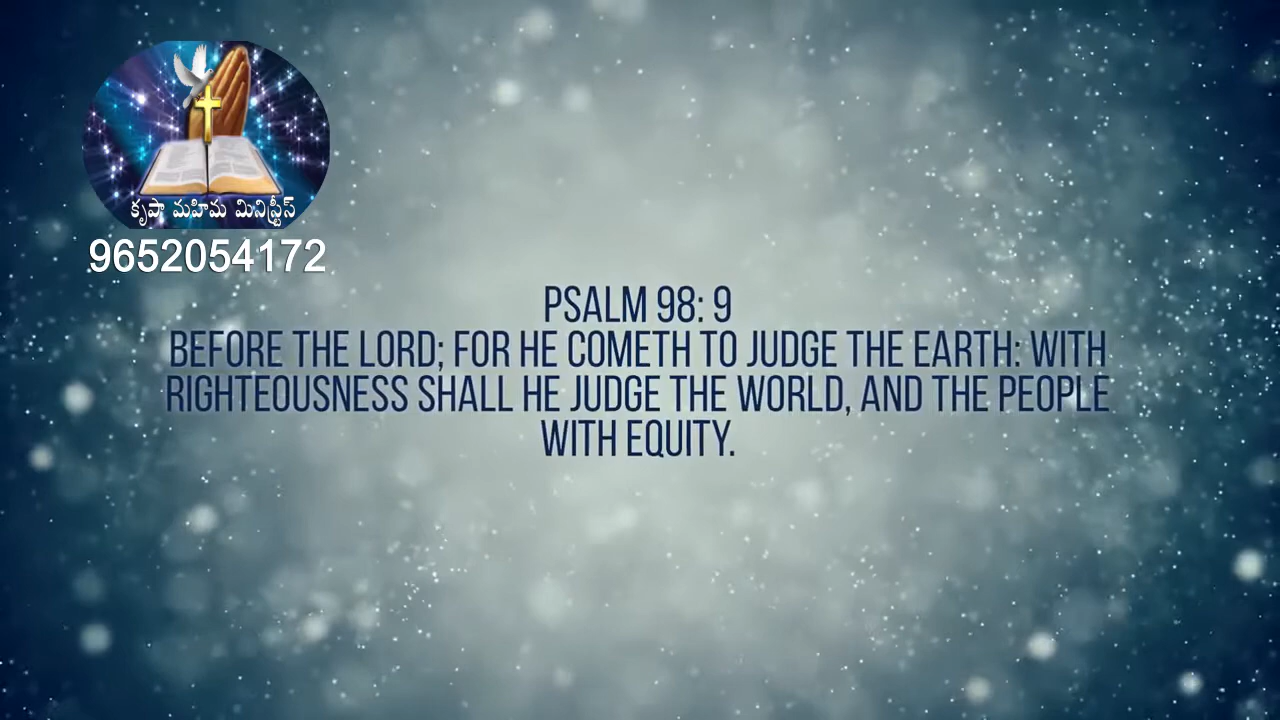 కృపా మహిమ మినిస్ట్రీస్
9652054172
PSALM 98: 9
BEFORE THE LORD; FOR HE COMETH TO JUDGE THE EARTH: WITH
RIGHTEOUSNESS SHALL HE JUDGE THE WORLD, AND THE PEOPLE
WITH EQUITY.